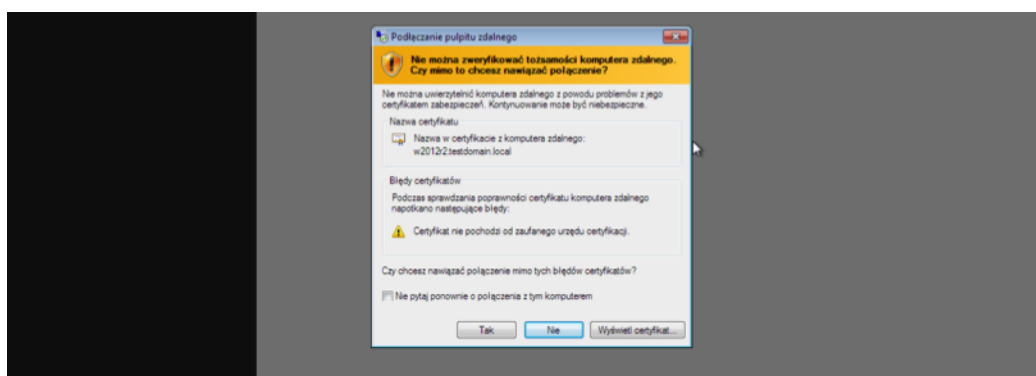 Podłączanie pulpitu zdalnego
Nie można zweryfikować tożsamości komputera zdalnego.
Czy mimo to chcesz nawiązać połączenie?
Nie można uwierzytelnić komputera zdalnego z powodu problemów z jego
certyfikatem zabezpieczeń. Kontynuowanie może być niebezpieczne.
Nazwa certyfikatu
Nazwa w certyfikacie z komputera zdalnego:
w2012r2.testdomain.local
Błędy certyfikatów
Podczas sprawdzania poprawności certyfikatu komputera zdalnego
napotkano następujące błędy:
Certyfikat nie pochodzi od zaufanego urzędu certyfikacji.
Czy chcesz nawiązać połączenie mimo tych błędów certyfikatów?
Nie pytaj ponownie o połączenia z tym komputerem
Tak
Nie
Wyświetl certyfikat...